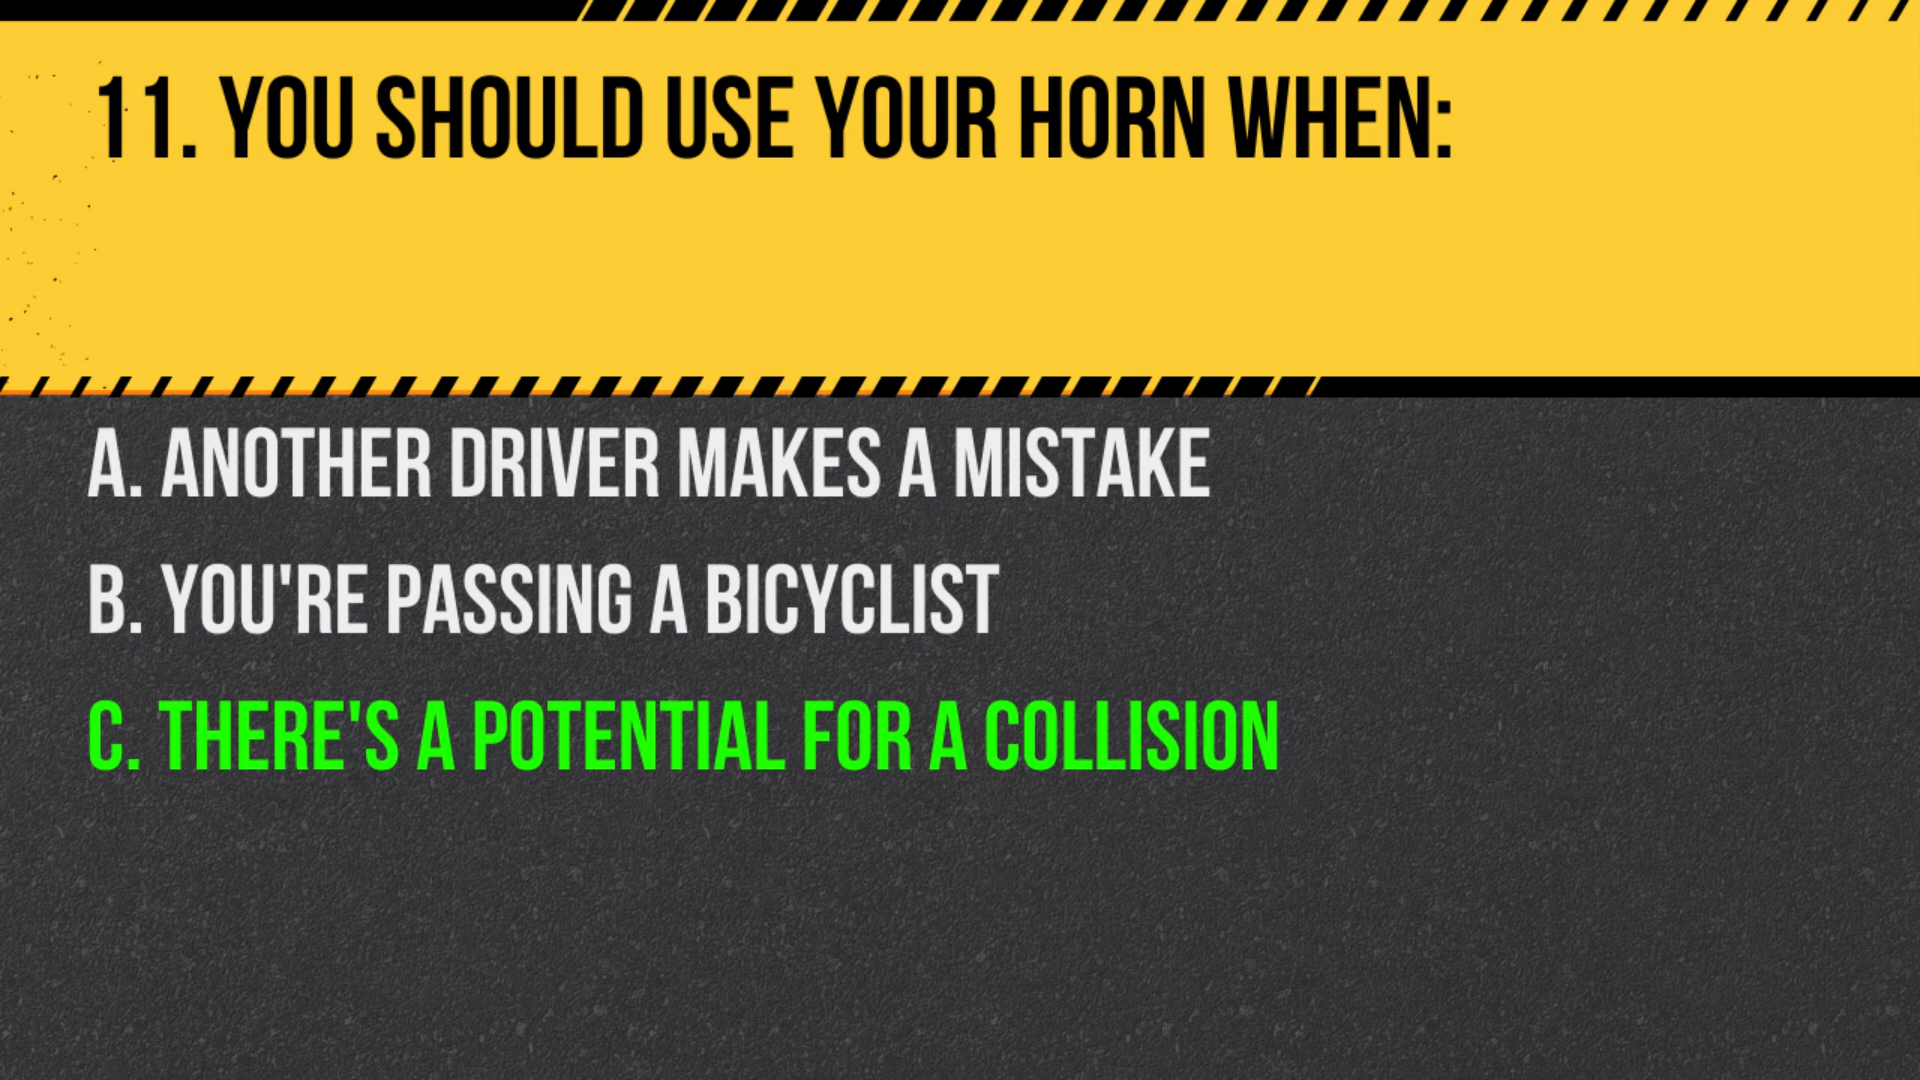 11. YOU SHOULD USE YOUR HORN WHEN:
A. ANOTHER DRIVER MAKES A MISTAKE
B. YOU'RE PASSING A BICYCLIST
C. THERE'S A POTENTIAL FOR A COLLISION